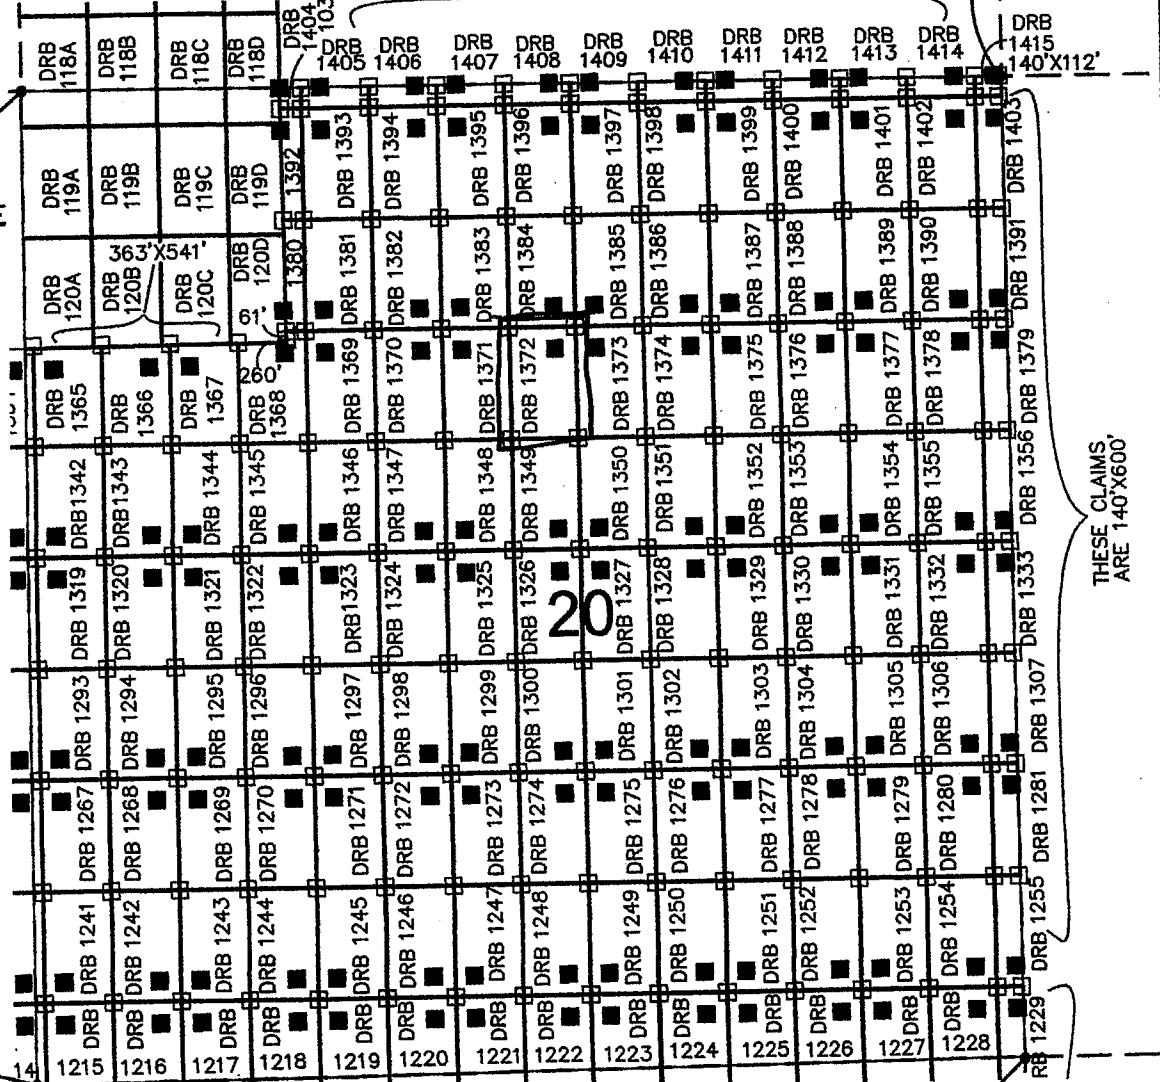 DRB 1404
103
DRB 1405
DRB 1406
DRB 1407
DRB 1408
DRB 1409
DRB 1410
DRB 1411
DRB 1412
DRB 1413
DRB 1414
DRB 1415
140'X112'
DRB 118A
DRB 118B
DRB 118C
DRB 118D
DRB 119A
DRB 119B
DRB 119C
DRB 119D
1392
DRB 1393
DRB 1394
DRB 1395
DRB 1396
DRB 1397
DRB 1398
DRB 1399
DRB 1400
DRB 1401
DRB 1402
DRB 1403
363'X541'
DRB 120A
DRB 120B
DRB 120C
DRB 120D
1380
DRB 1381
DRB 1382
DRB 1383
DRB 1384
DRB 1385
DRB 1386
DRB 1387
DRB 1388
DRB 1389
DRB 1390
DRB 1391
61'
260'
DRB 1365
DRB 1366
DRB 1367
DRB 1368
DRB 1369
DRB 1370
DRB 1371
DRB 1372
DRB 1373
DRB 1374
DRB 1375
DRB 1376
DRB 1377
DRB 1378
DRB 1379
DRB 1342
DRB 1343
DRB 1344
DRB 1345
DRB 1346
DRB 1347
DRB 1348
DRB 1349
DRB 1350
DRB 1351
DRB 1352
DRB 1353
DRB 1354
DRB 1355
DRB 1356
THESE CLAIMS
ARE 140'X600'
DRB 1319
DRB 1320
DRB 1321
DRB 1322
DRB 1323
DRB 1324
DRB 1325
DRB 1326
DRB 1327
DRB 1328
DRB 1329
DRB 1330
DRB 1331
DRB 1332
DRB 1333
20
DRB 1293
DRB 1294
DRB 1295
DRB 1296
DRB 1297
DRB 1298
DRB 1299
DRB 1300
DRB 1301
DRB 1302
DRB 1303
DRB 1304
DRB 1305
DRB 1306
DRB 1307
DRB 1267
DRB 1268
DRB 1269
DRB 1270
DRB 1271
DRB 1272
DRB 1273
DRB 1274
DRB 1275
DRB 1276
DRB 1277
DRB 1278
DRB 1279
DRB 1280
DRB 1281
DRB 1241
DRB 1242
DRB 1243
DRB 1244
DRB 1245
DRB 1246
DRB 1247
DRB 1248
DRB 1249
DRB 1250
DRB 1251
DRB 1252
DRB 1253
DRB 1254
DRB 1255
14
DRB 1215
DRB 1216
DRB 1217
DRB 1218
DRB 1219
DRB 1220
DRB 1221
DRB 1222
DRB 1223
DRB 1224
DRB 1225
DRB 1226
DRB 1227
DRB 1228
RB 1229